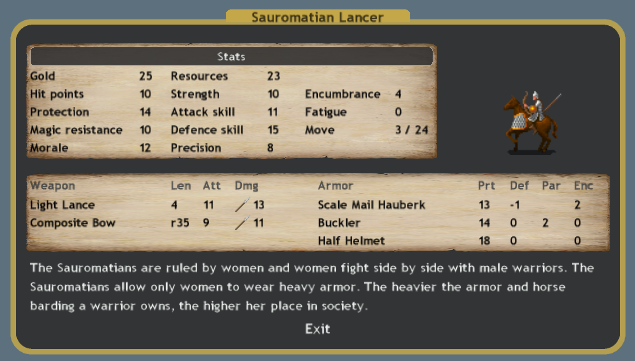 Sauromatian Lancer
Stats
Gold 25 Resources 23
Hit points 10 Strength 10 Encumbrance 4
Protection 14 Attack skill 11 Fatigue 0
Magic resistance 10 Defence skill 15 Move 3 / 24
Morale 12 Precision 8
Weapon Len Att Dmg Armor Prt Def Par Enc
Light Lance 4 11 13 Scale Mail Hauberk 13 -1 2
Composite Bow r35 9 11 Buckler 14 0 2 0
Half Helmet 18 0 0
The Sauromatians are ruled by women and women fight side by side with male warriors. The
Sauromatians allow only women to wear heavy armor. The heavier the armor and horse
barding a warrior owns, the higher her place in society.
Exit